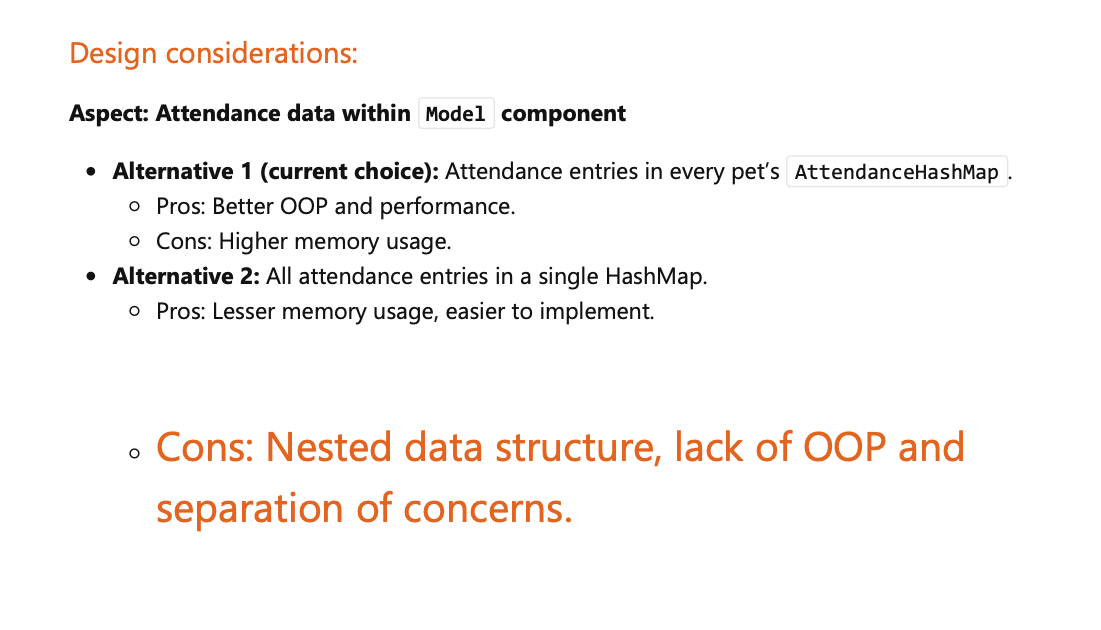 Design considerations:
Aspect: Attendance data within Model component
• Alternative 1 (current choice): Attendance entries in every pet’s AttendanceHashMap.
◦ Pros: Better OOP and performance.
◦ Cons: Higher memory usage.
• Alternative 2: All attendance entries in a single HashMap.
◦ Pros: Lesser memory usage, easier to implement.
◦ Cons: Nested data structure, lack of OOP and
separation of concerns.